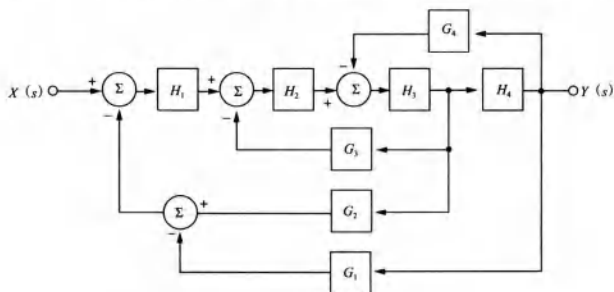 G₄
−
X (s) + Σ H₁ + Σ H₂ + Σ H₃ H₄ Y (s)
−
−
G₃
Σ + G₂
−
G₁